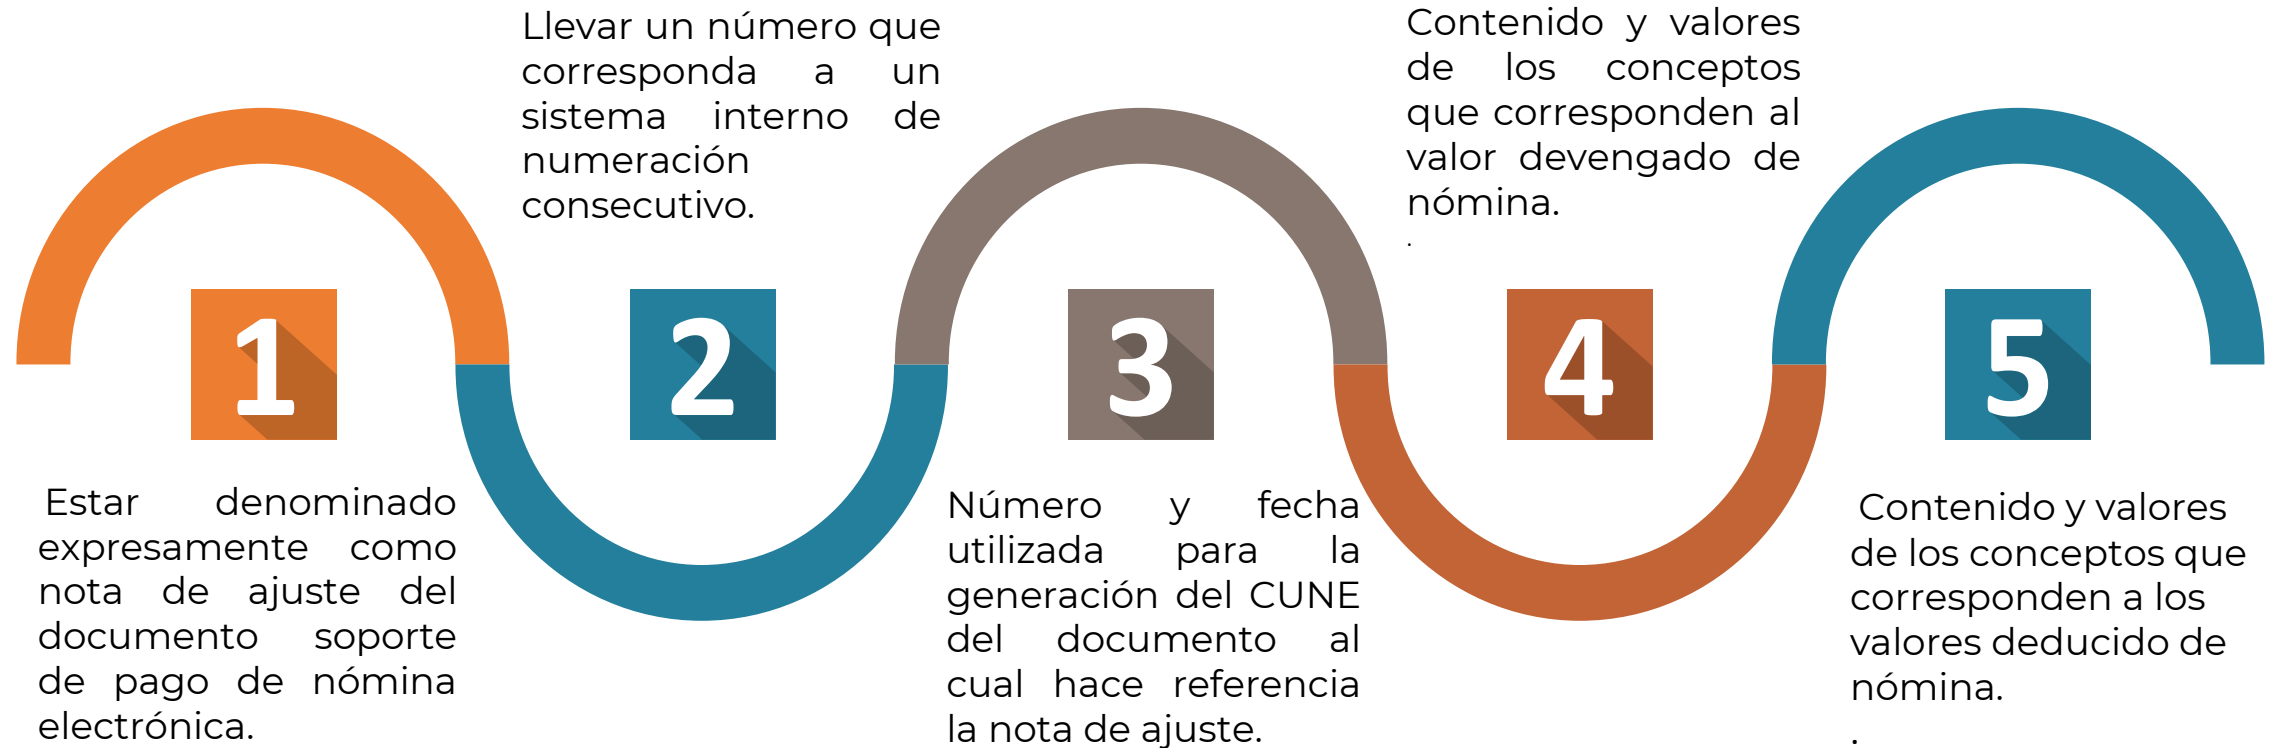 1
Estar denominado
expresamente como
nota de ajuste del
documento soporte
de pago de nómina
electrónica.
Llevar un número que
corresponda a un
sistema interno de
numeración
consecutivo.
2
3
Número y fecha
utilizada para la
generación del CUNE
del documento al
cual hace referencia
la nota de ajuste.
Contenido y valores
de los conceptos
que corresponden al
valor devengado de
nómina.
.
4
5
Contenido y valores
de los conceptos que
corresponden a los
valores deducido de
nómina.
.